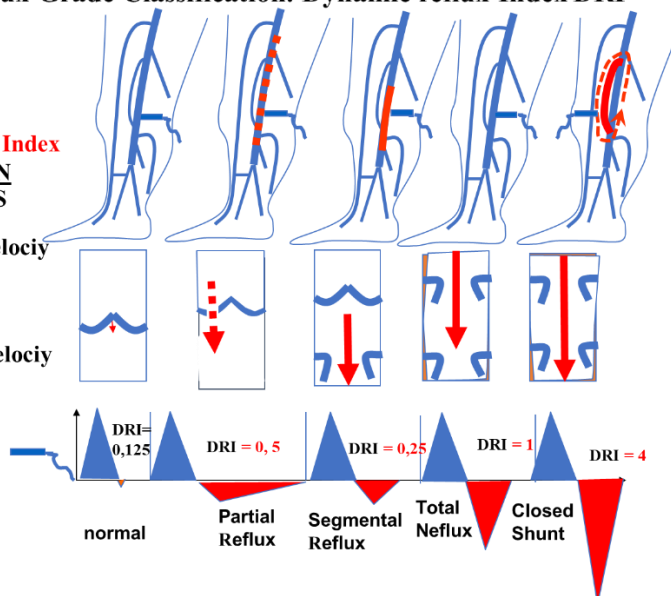 ux Grade Classification: Dynamic reflux Index DRI
Index
N
S
elociy
elociy
DRI=
0,125
DRI = 0, 5
DRI = 0,25
DRI = 1
DRI = 4
normal
Partial
Reflux
Segmental
Reflux
Total
Neflux
Closed
Shunt